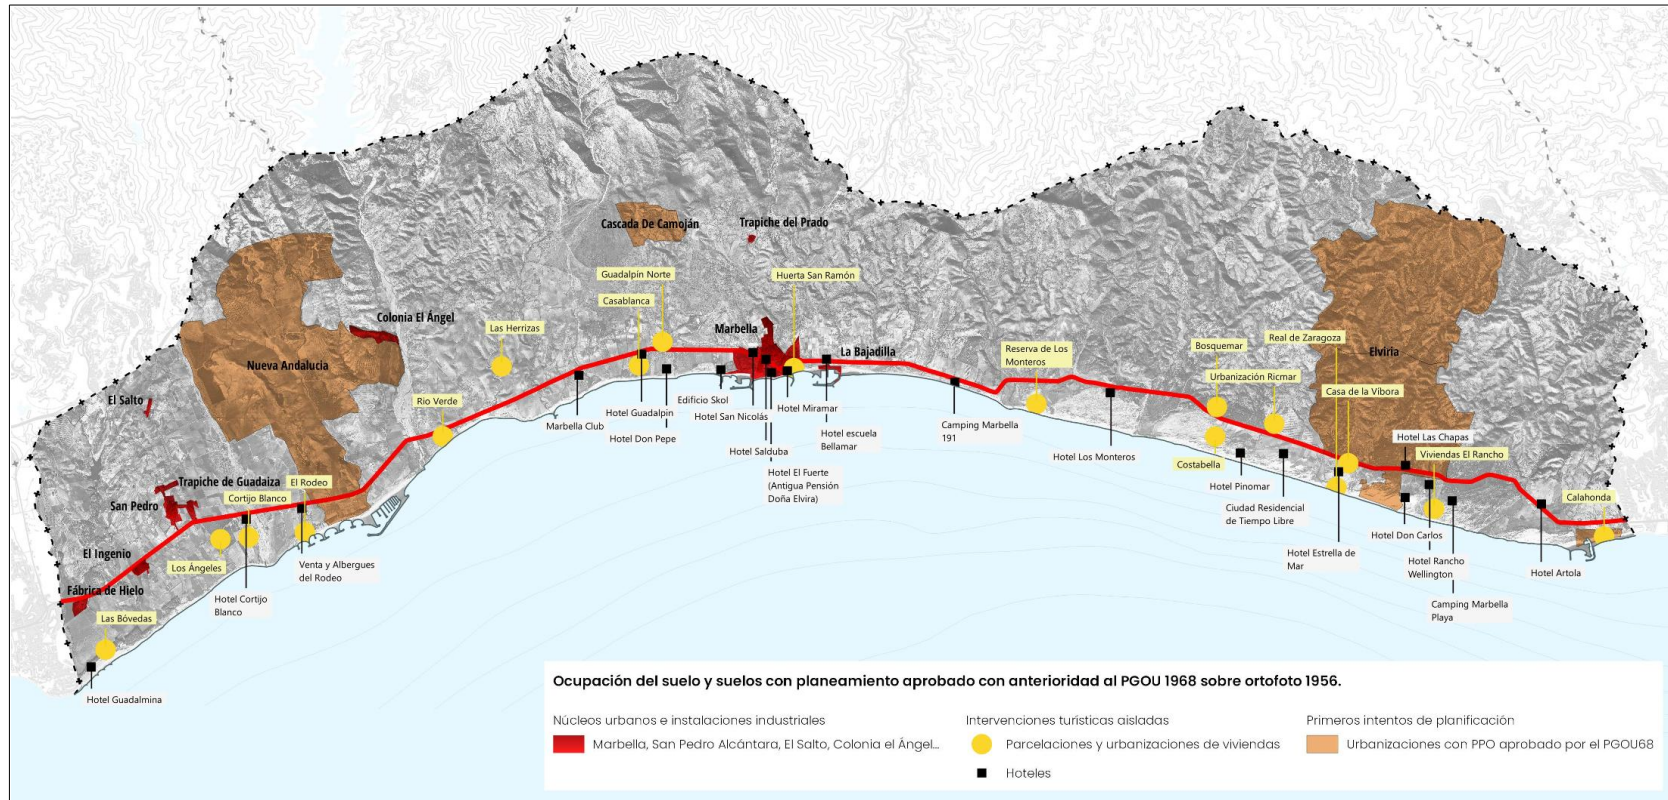 Cascada De Camoján
Trapiche del Prado
Guadalpín Norte
Huerta San Ramón
Casablanca
Colonia El Ángel
Las Herrizas
Marbella
La Bajadilla
Nueva Andalucia
Reserva de Los
Monteros
Bosquemar
Real de Zaragoza
Elviria
Urbanización Ricmar
Casa de la Víbora
El Salto
Rio Verde
Marbella Club
Hotel Guadalpín
Hotel Don Pepe
Edificio Skol
Hotel San Nicolás
Hotel Salduba
Hotel El Fuerte
(Antigua Pensión
Doña Elvira)
Hotel Miramar
Hotel escuela
Bellamar
Camping Marbella
191
Hotel Los Monteros
Costabella
Hotel Pinomar
Ciudad Residencial
de Tiempo Libre
Hotel Las Chapas
Viviendas El Rancho
Hotel Estrella de
Mar
Hotel Don Carlos
Hotel Rancho
Wellington
Camping Marbella
Playa
Calahonda
Hotel Artola
Trapiche de Guadaiza
El Rodeo
Cortijo Blanco
San Pedro
El Ingenio
Los Ángeles
Venta y Albergues
del Rodeo
Fábrica de Hielo
Hotel Cortijo
Blanco
Las Bóvedas
Hotel Guadalmina
Ocupación del suelo y suelos con planeamiento aprobado con anterioridad al PGOU 1968 sobre ortofoto 1956.
Núcleos urbanos e instalaciones industriales
Marbella, San Pedro Alcántara, El Salto, Colonia el Ángel...
Intervenciones turísticas aisladas
Parcelaciones y urbanizaciones de viviendas
Hoteles
Primeros intentos de planificación
Urbanizaciones con PPO aprobado por el PGOU68